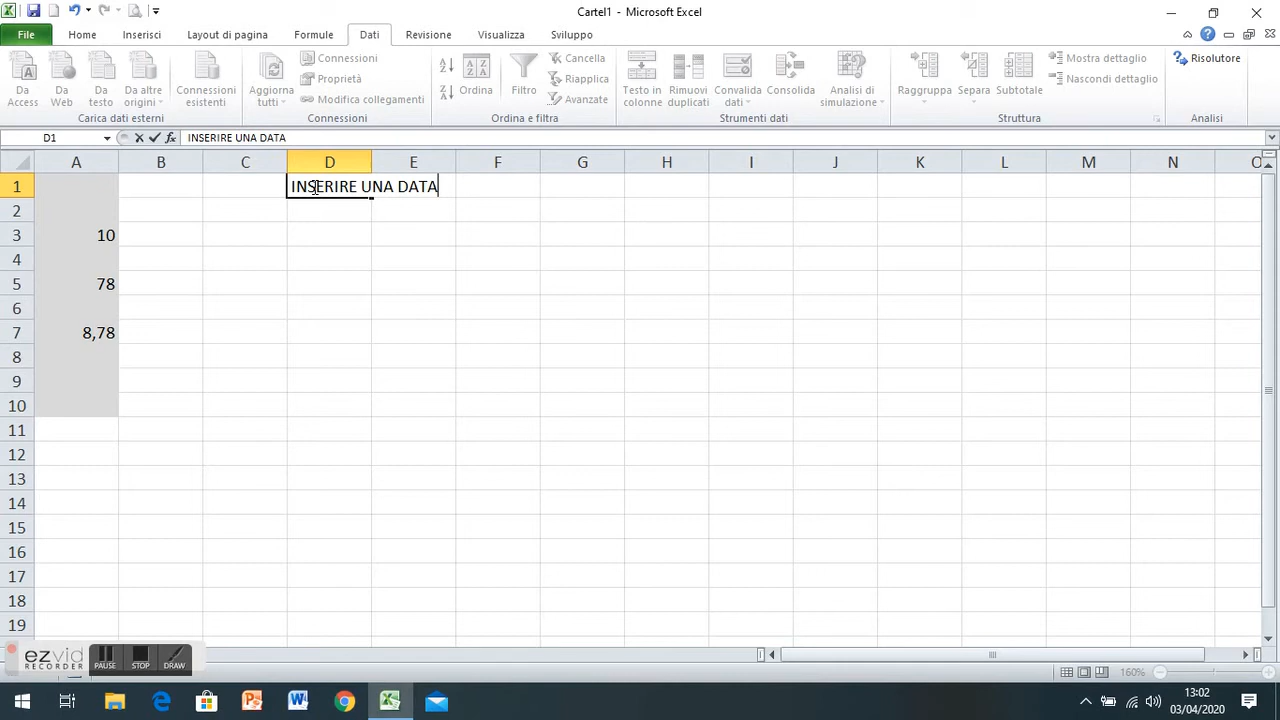 Cartel1 - Microsoft Excel
File Home Inserisci Layout di pagina Formule Dati Revisione Visualizza Sviluppo
Da Access
Da Web
Da testo
Da altre origini
Connessioni esistenti
Carica dati esterni
Aggiorna tutti
Connessioni
Proprietà
Modifica collegamenti
Connessioni
Ordina
Filtro
Cancella
Riapplica
Avanzate
Ordina e filtra
Testo in colonne
Rimuovi duplicati
Convalida dati
Consolida
Analisi di simulazione
Strumenti dati
Raggruppa
Separa
Subtotale
Mostra dettaglio
Nascondi dettaglio
Struttura
Risolutore
Analisi
D1 fx INSERIRE UNA DATA
A B C D E F G H I J K L M N O
1 INSERIRE UNA DATA
2
3 10
4
5 78
6
7 8,78
8
9
10
11
12
13
14
15
16
17
18
19
ezvid
RECORDER
PAUSE STOP DRAW
160%
13:02
03/04/2020